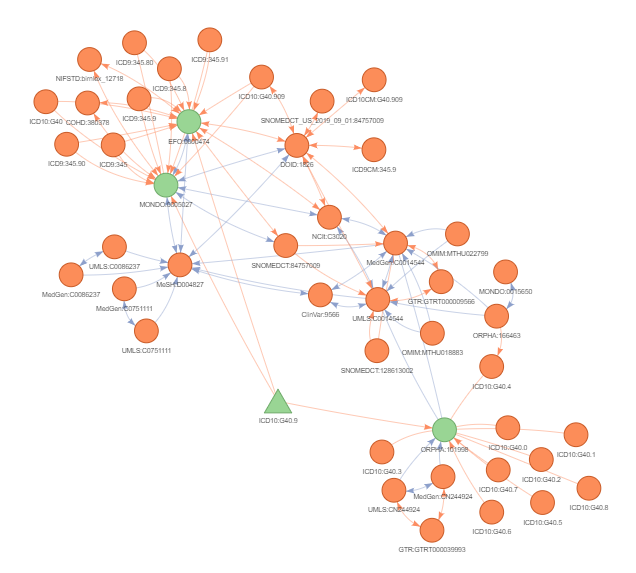 ICD9:345.91
ICD9:345.80
NIFSTD:birnlex_12718
ICD9:345.8
ICD10:G40.909
ICD10CM:G40.909
ICD10:G40
COHD:380378
ICD9:345.9
SNOMEDCT_US_2019_09_01:84757009
EFO:0000474
ICD9:345.90
ICD9:345
DOID:1826
ICD9CM:345.9
MONDO:0005027
NCIt:C3020
SNOMEDCT:84757009
MedGen:C0014544
OMIM:MTHU022799
UMLS:C0086237
MeSH:D004827
MedGen:C0086237
MedGen:C0751111
ClinVar:9566
UMLS:C0014544
GTR:GTRT000009566
MONDO:0015650
ORPHA:166463
UMLS:C0751111
OMIM:MTHU018883
SNOMEDCT:128613002
ICD10:G40.4
ICD10:G40.9
ORPHA:101998
ICD10:G40.0
ICD10:G40.1
ICD10:G40.3
ICD10:G40.2
ICD10:G40.7
MedGen:CN244924
UMLS:CN244924
ICD10:G40.8
ICD10:G40.5
ICD10:G40.6
GTR:GTRT000039993